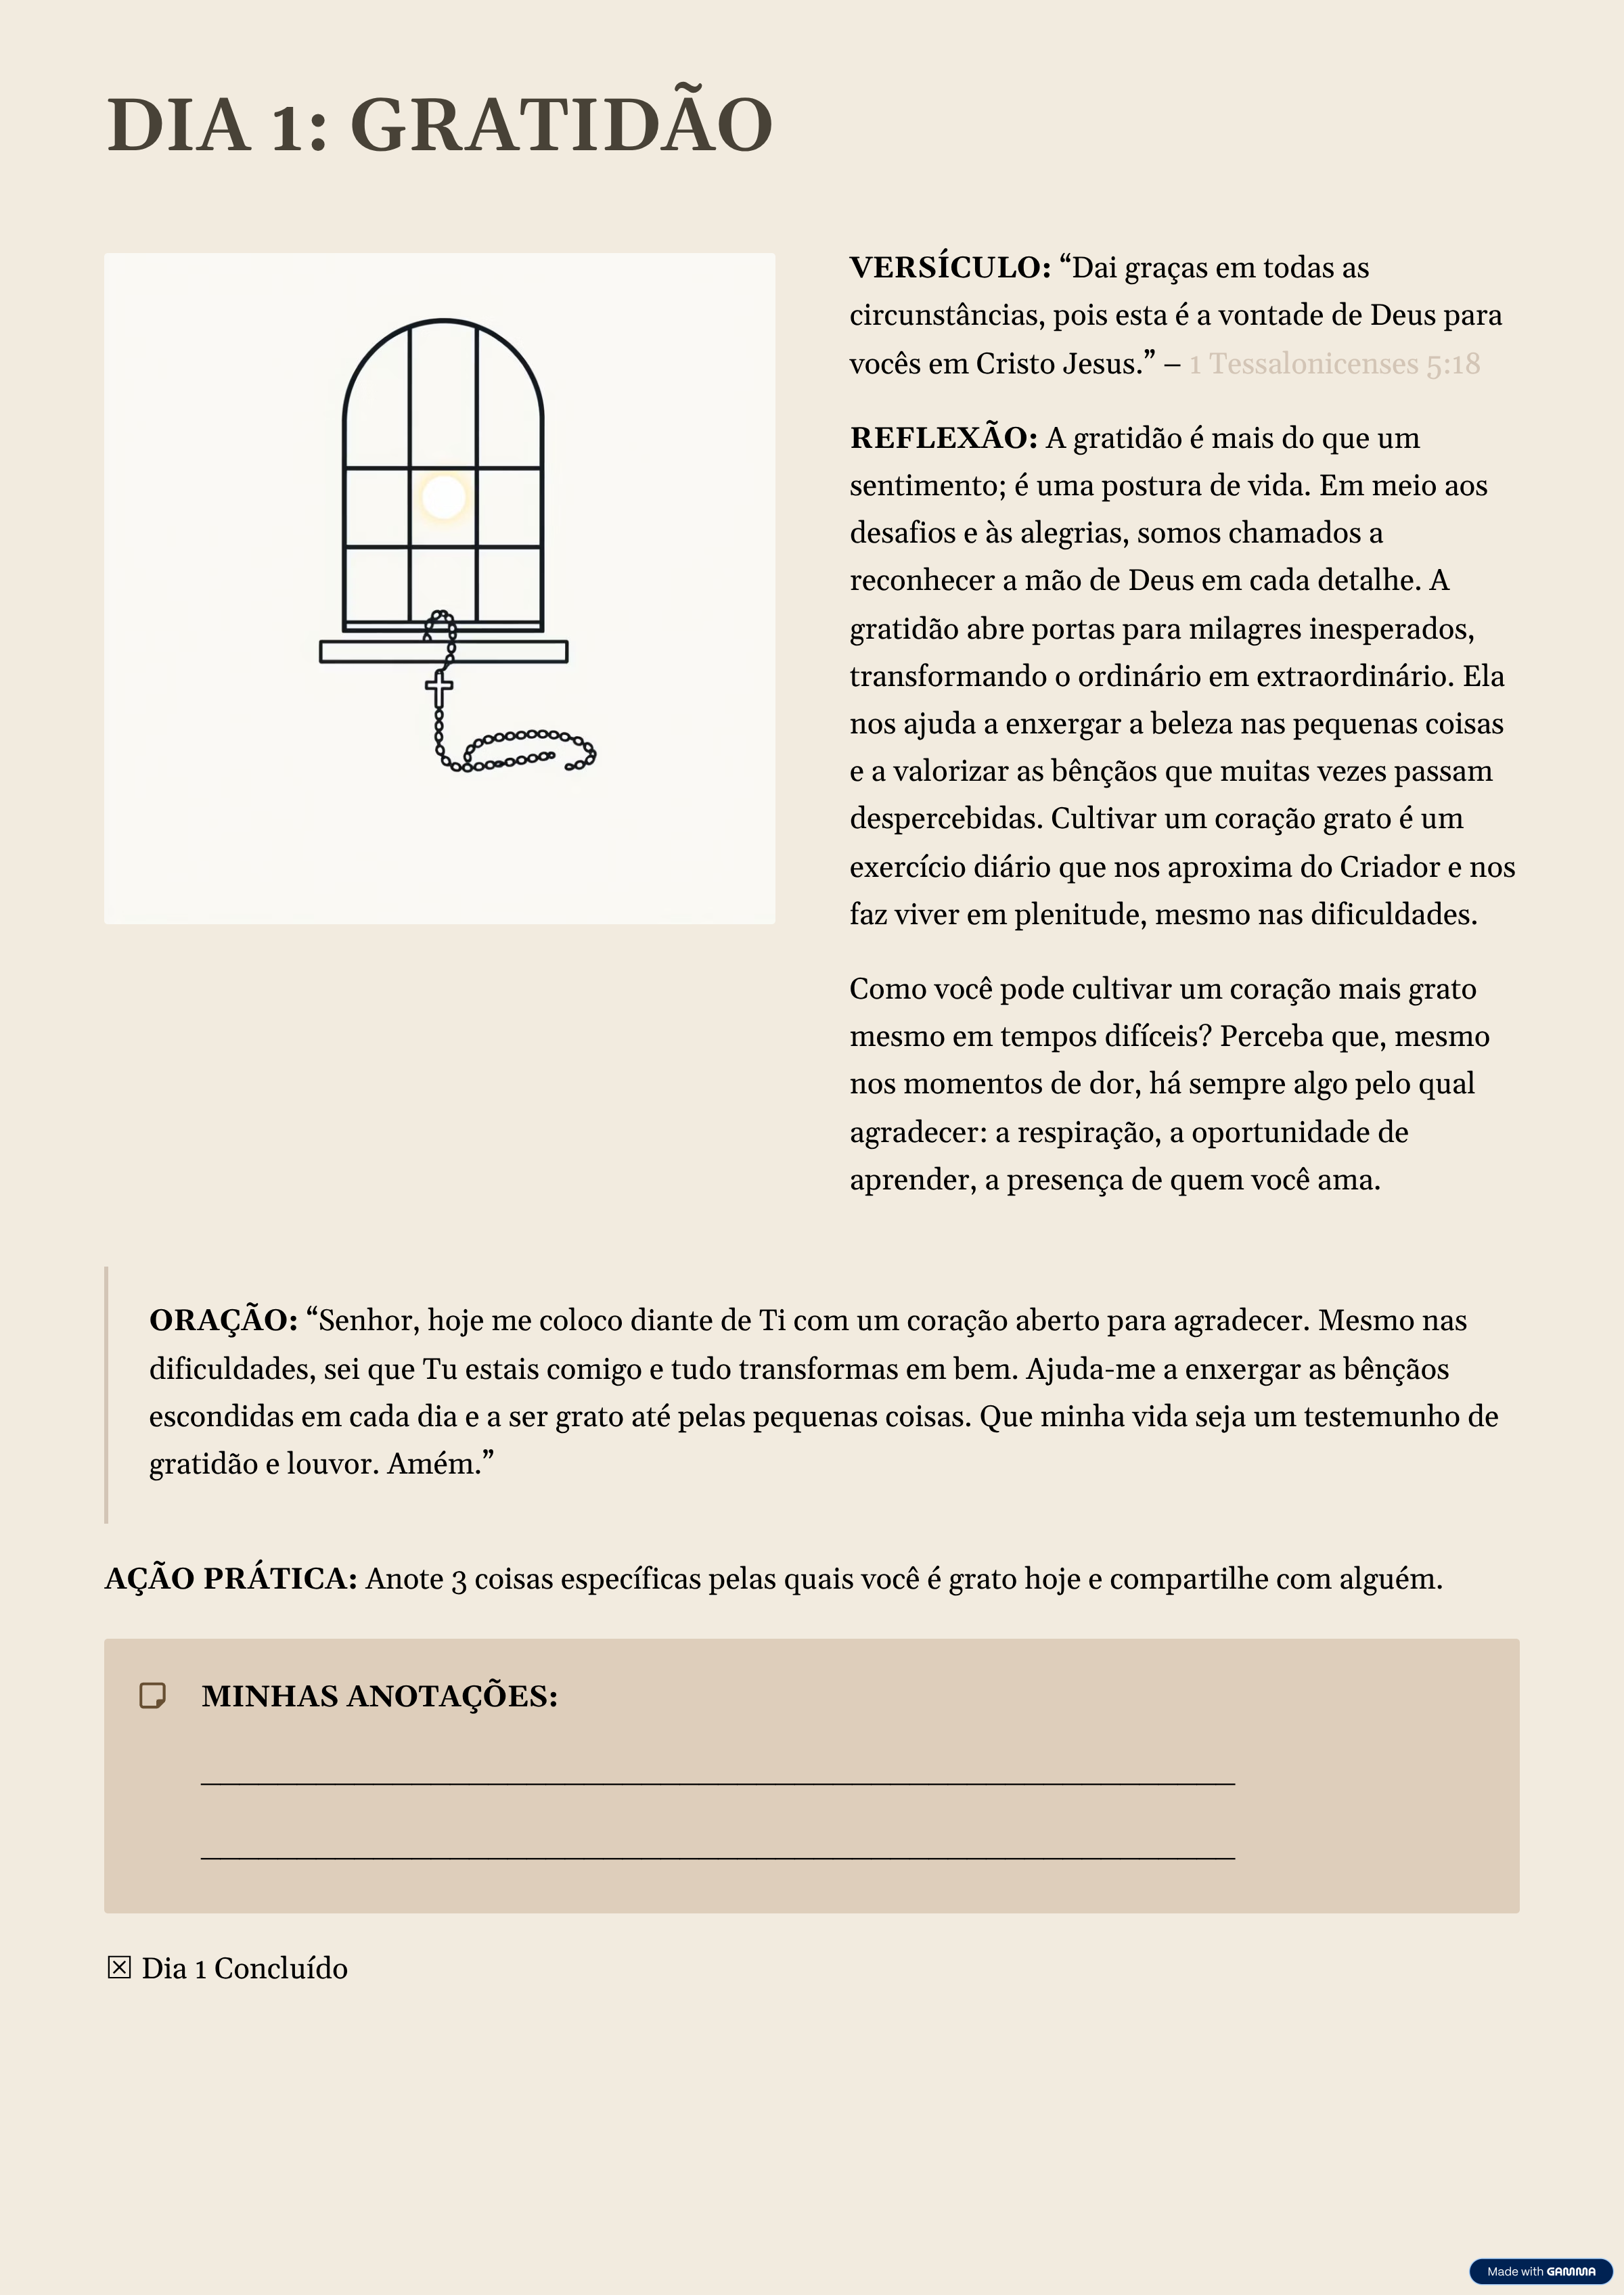 DIA 1: GRATIDÃO
VERSÍCULO: “Dai graças em todas as
circunstâncias, pois esta é a vontade de Deus para
vocês em Cristo Jesus.” – 1 Tessalonicenses 5:18
REFLEXÃO: A gratidão é mais do que um
sentimento; é uma postura de vida. Em meio aos
desafios e às alegrias, somos chamados a
reconhecer a mão de Deus em cada detalhe. A
gratidão abre portas para milagres inesperados,
transformando o ordinário em extraordinário. Ela
nos ajuda a enxergar a beleza nas pequenas coisas
e a valorizar as bênçãos que muitas vezes passam
despercebidas. Cultivar um coração grato é um
exercício diário que nos aproxima do Criador e nos
faz viver em plenitude, mesmo nas dificuldades.
Como você pode cultivar um coração mais grato
mesmo em tempos difíceis? Perceba que, mesmo
nos momentos de dor, há sempre algo pelo qual
agradecer: a respiração, a oportunidade de
aprender, a presença de quem você ama.
ORAÇÃO: “Senhor, hoje me coloco diante de Ti com um coração aberto para agradecer. Mesmo nas
dificuldades, sei que Tu estais comigo e tudo transformas em bem. Ajuda-me a enxergar as bênçãos
escondidas em cada dia e a ser grato até pelas pequenas coisas. Que minha vida seja um testemunho de
gratidão e louvor. Amém.”
AÇÃO PRÁTICA: Anote 3 coisas específicas pelas quais você é grato hoje e compartilhe com alguém.
MINHAS ANOTAÇÕES:
☒ Dia 1 Concluído
Made with GAMMA